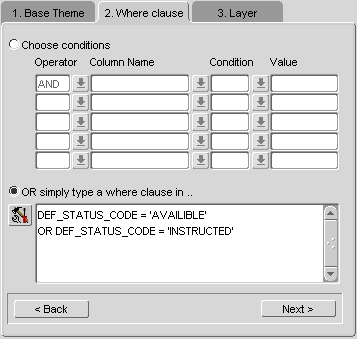 1. Base Theme 2. Where clause 3. Layer
Choose conditions
Operator Column Name Condition Value
AND
OR simply type a where clause in ..
DEF_STATUS_CODE = 'AVAILIBLE'
OR DEF_STATUS_CODE = 'INSTRUCTED'
< Back Next >